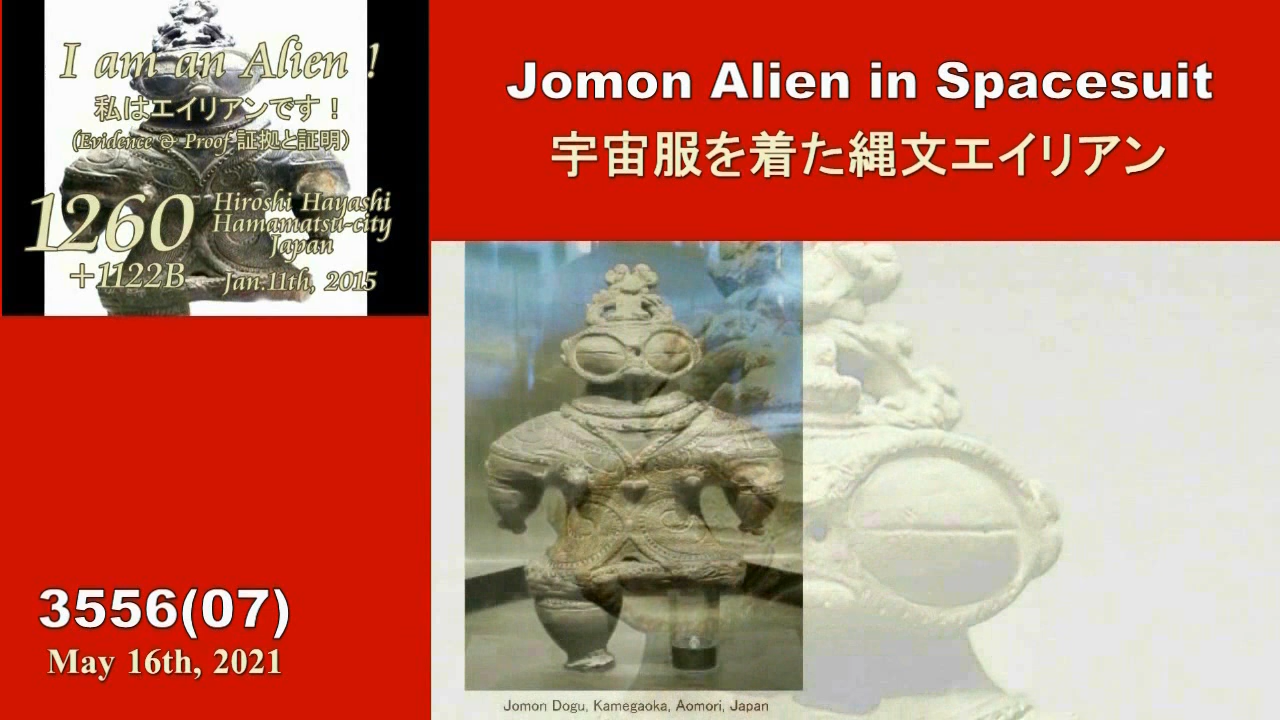 I am an Alien !
私はエイリアンです！
(Evidence & Proof 証拠と証明)
1260
+1122B
Hiroshi Hayashi
Hamamatsu-city
Japan
Jan.11th, 2015
Jomon Alien in Spacesuit
宇宙服を着た縄文エイリアン
3556(07)
May 16th, 2021
Jomon Dogu, Kamegaoka, Aomori, Japan